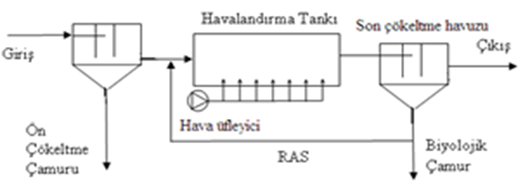 Havalandırma Tankı
Son çökeltme havuzu
Giriş
Çıkış
Hava üfleyici
Ön
Çökeltme
Çamuru
RAS
Biyolojik
Çamur